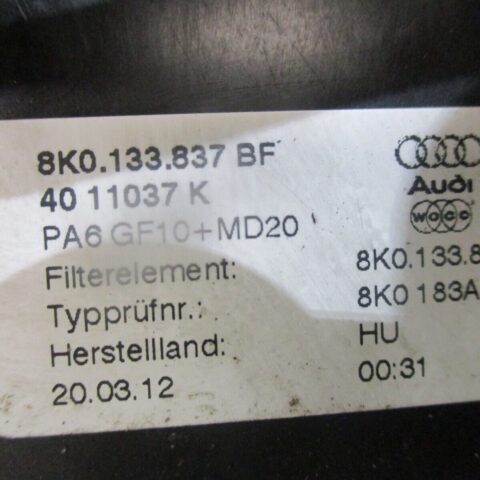 8K0.133.837 BF
40 11037 K
Audi
PA6 GF10+MD20
WOCO
Filterelement: 8K0.133.8
Typprüfnr.: 8K0 183A
Herstellland: HU
20.03.12 00:31